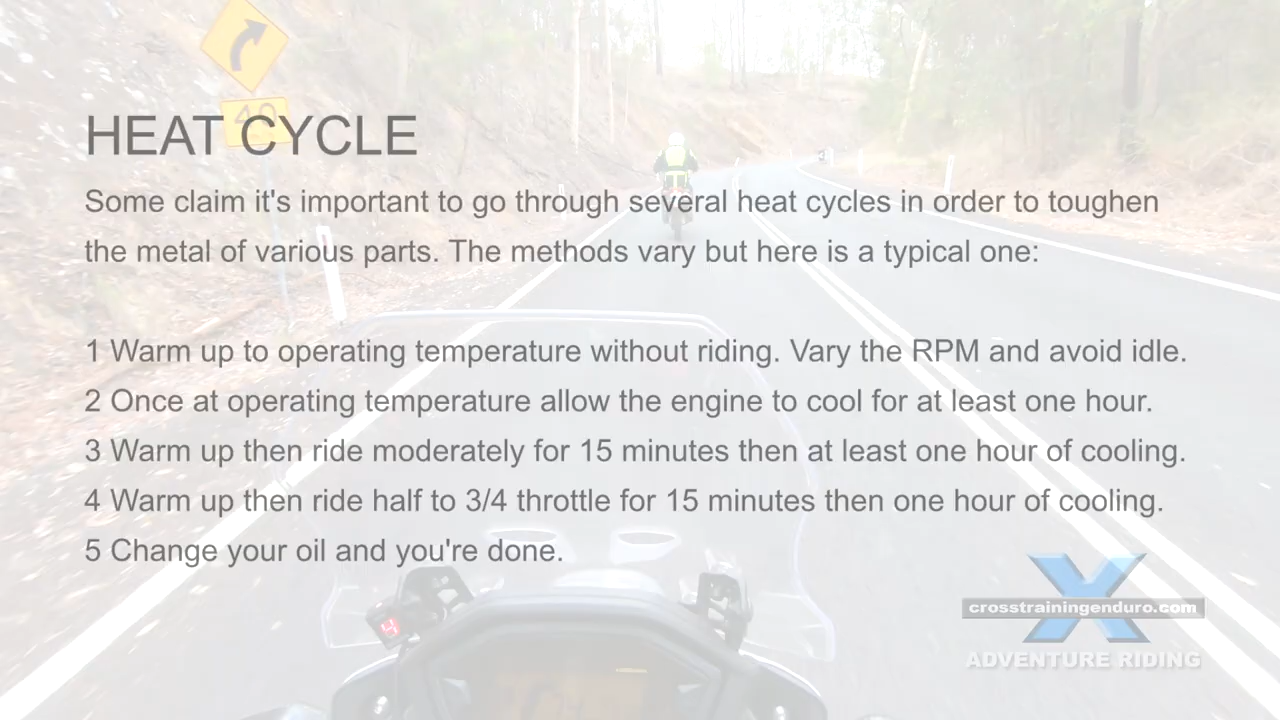 40
HEAT CYCLE
Some claim it's important to go through several heat cycles in order to toughen
the metal of various parts. The methods vary but here is a typical one:
1 Warm up to operating temperature without riding. Vary the RPM and avoid idle.
2 Once at operating temperature allow the engine to cool for at least one hour.
3 Warm up then ride moderately for 15 minutes then at least one hour of cooling.
4 Warm up then ride half to 3/4 throttle for 15 minutes then one hour of cooling.
5 Change your oil and you're done.
4
X
crosstrainingenduro.com
ADVENTURE RIDING